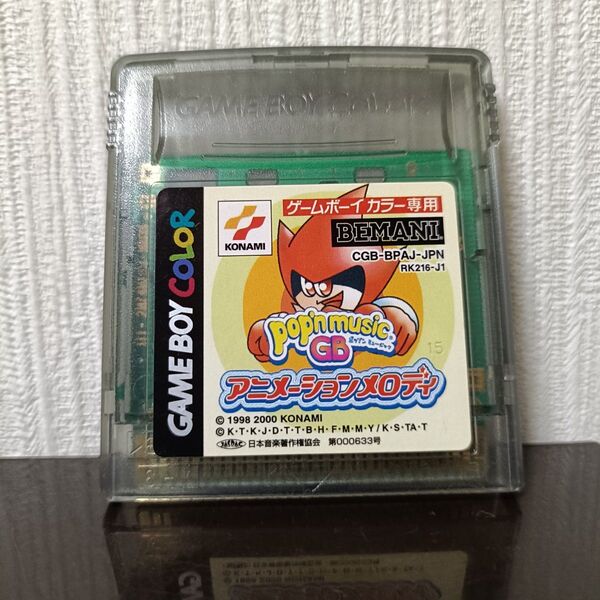 GAME BOY COLOR
GAME BOY COLOR
KONAMI
ゲームボーイカラー専用
BEMANI
CGB-BPAJ-JPN
RK216-J1
pop'n music
GB
ポップン ミュージック
15
アニメーションメロディ
© 1998 2000 KONAMI
© K・T・K・J・D・T・T・B・H・F・M・M・Y/K・S・TA・T
JASRAC 日本音楽著作権協会 第000633号